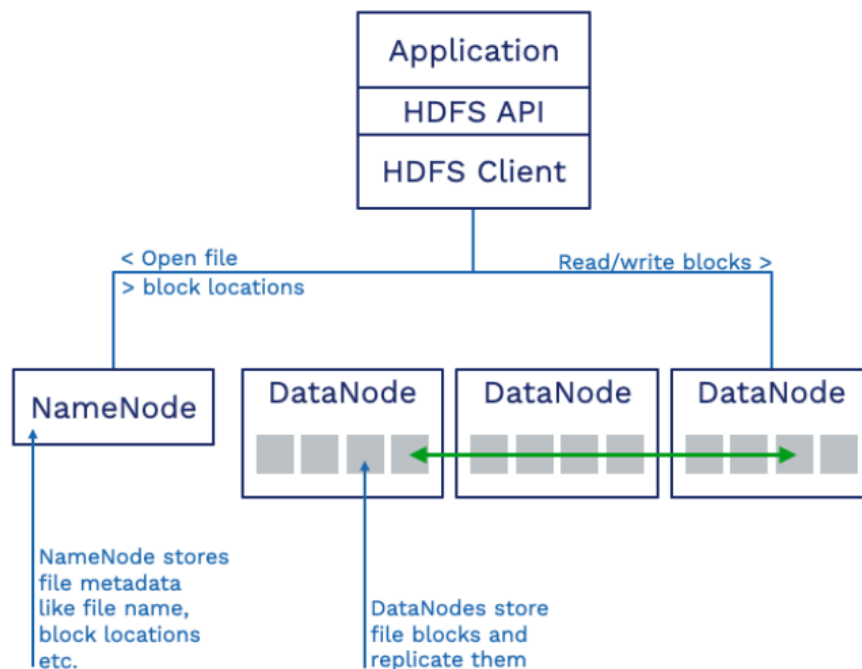 Application
HDFS API
HDFS Client
< Open file
> block locations
Read/write blocks >
NameNode
DataNode
DataNode
DataNode
NameNode stores
file metadata
like file name,
block locations
etc.
DataNodes store
file blocks and
replicate them